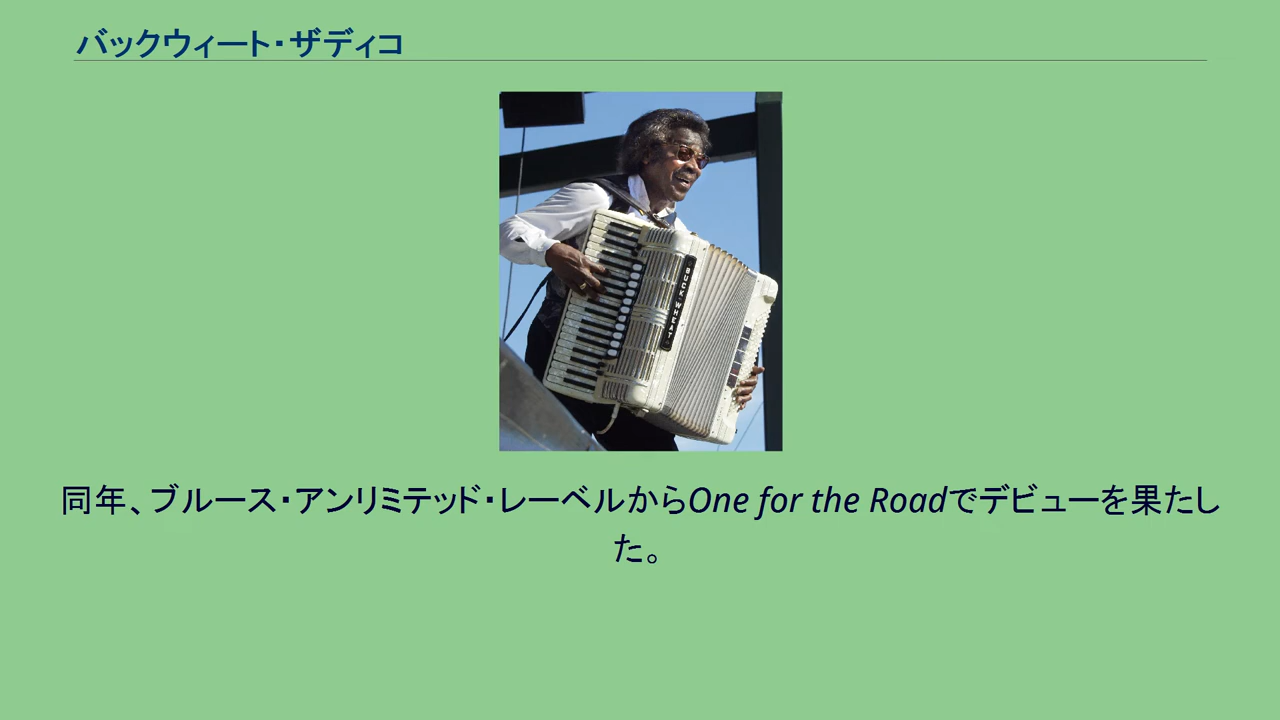 バックウィート・ザディコ
BUCKWHEAT
同年、ブルース・アンリミテッド・レーベルからOne for the Roadでデビューを果たし
た。